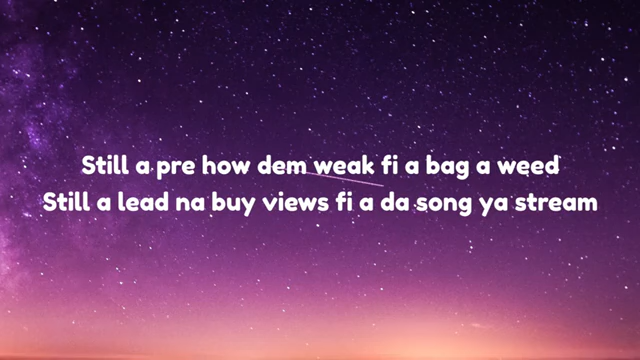 Still a pre how dem weak fi a bag a weed
Still a lead na buy views fi a da song ya stream